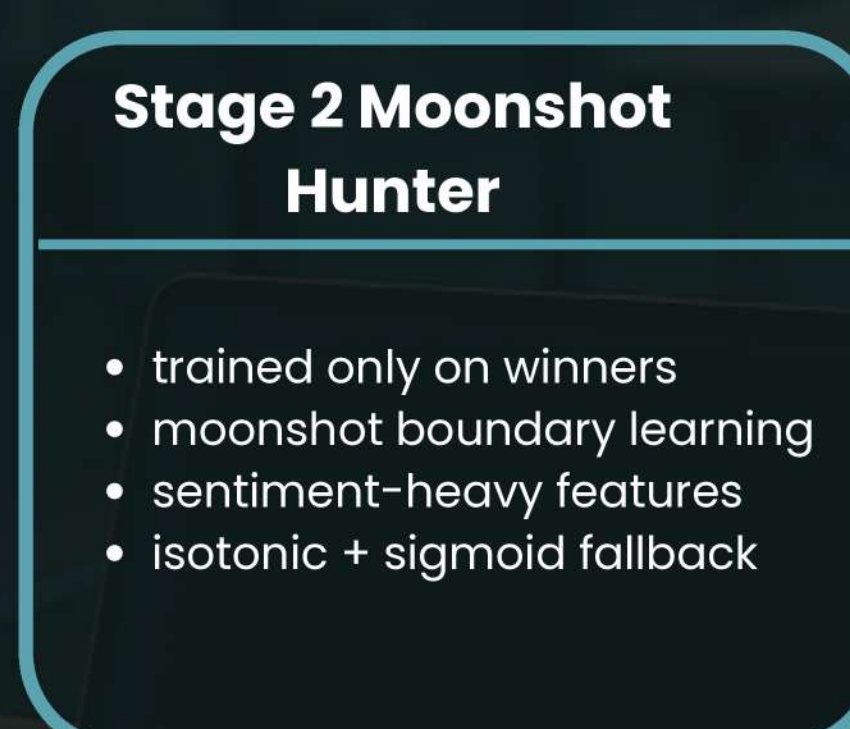 Stage 2 Moonshot
Hunter
• trained only on winners
• moonshot boundary learning
• sentiment-heavy features
• isotonic + sigmoid fallback